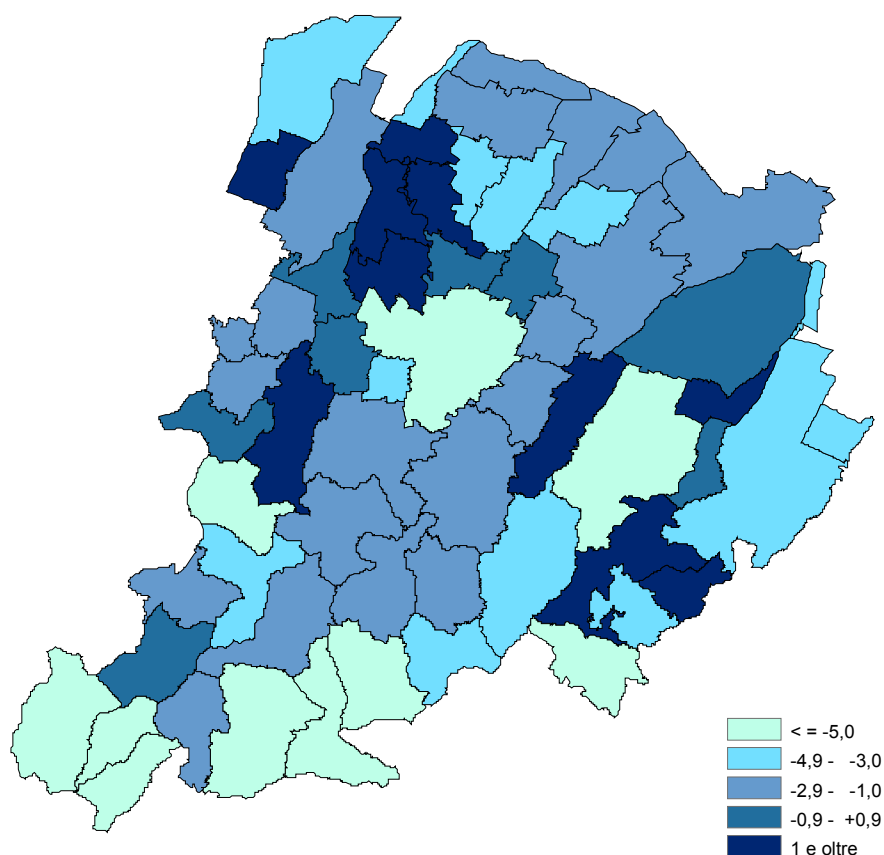 < = -5,0
-4,9 - -3,0
-2,9 - -1,0
-0,9 - +0,9
1 e oltre